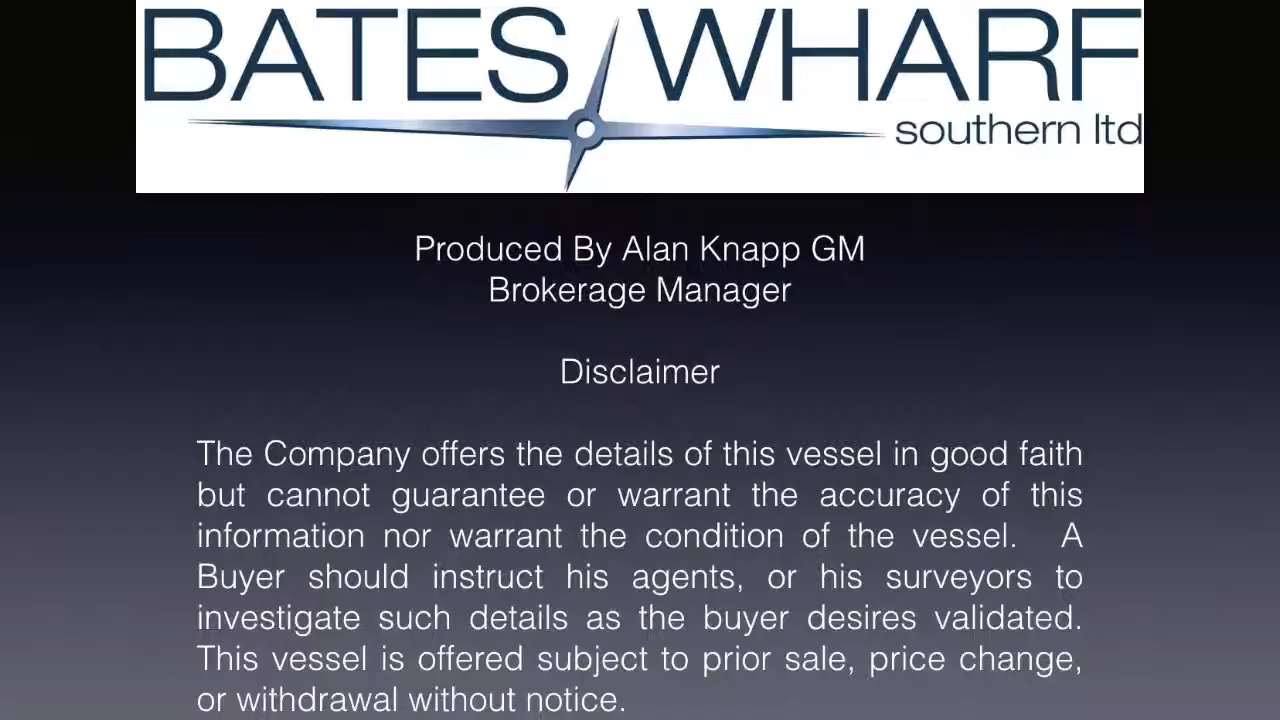 BATES WHARF
southern ltd
Produced By Alan Knapp GM
Brokerage Manager
Disclaimer
The Company offers the details of this vessel in good faith
but cannot guarantee or warrant the accuracy of this
information nor warrant the condition of the vessel. A
Buyer should instruct his agents, or his surveyors to
investigate such details as the buyer desires validated.
This vessel is offered subject to prior sale, price change,
or withdrawal without notice.